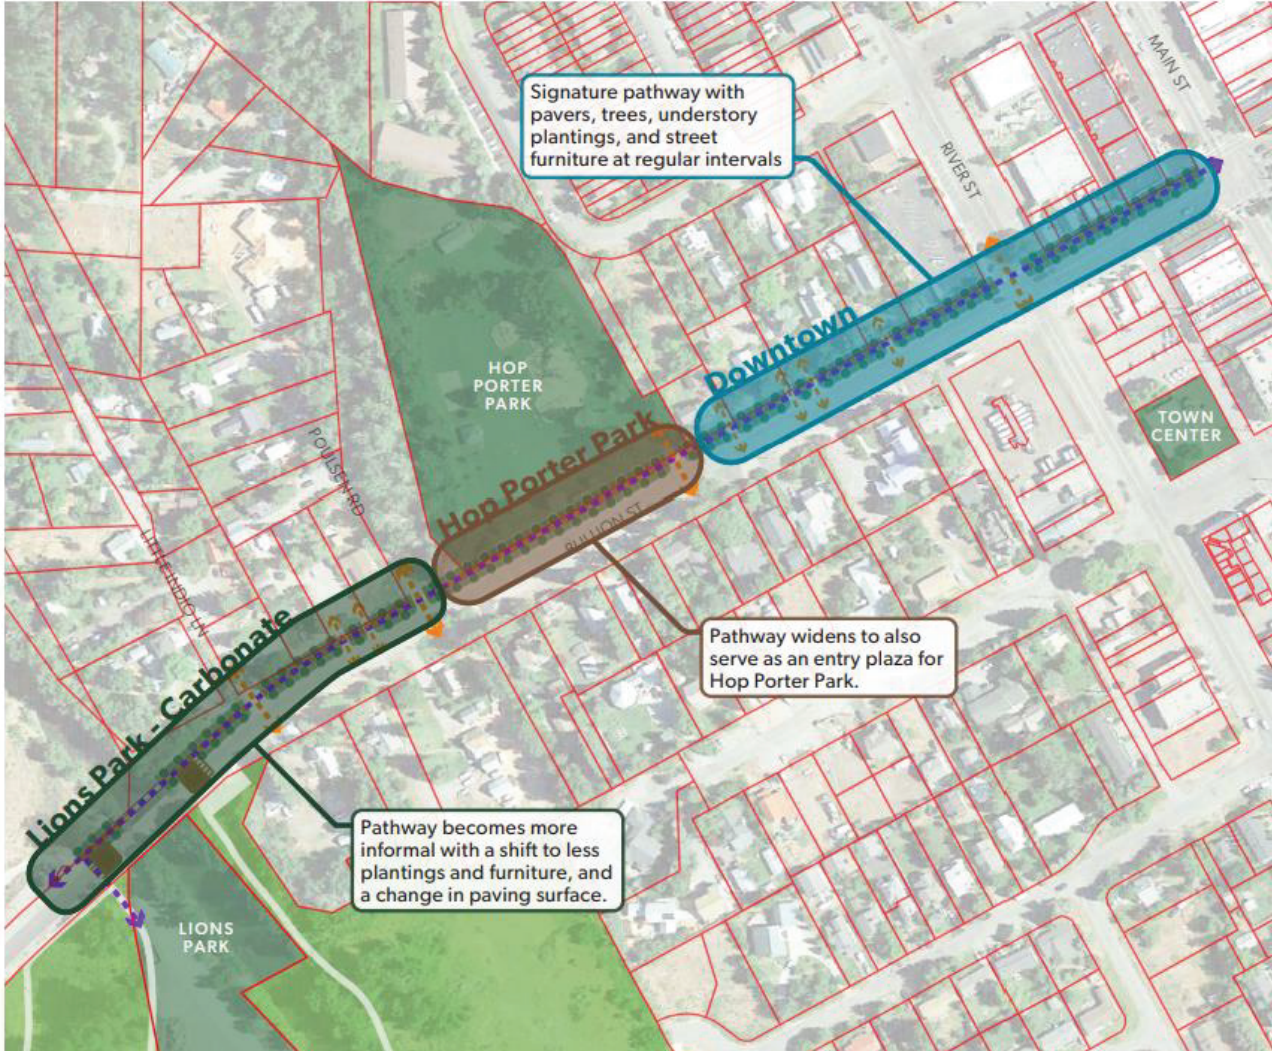 MAIN ST
Signature pathway with
pavers, trees, understory
plantings, and street
furniture at regular intervals
RIVER ST
Downtown
HOP
PORTER
PARK
TOWN
CENTER
Hop Porter Park
POULSEN RD
BULLION ST
LITTLE INDIO LN
Lions Park - Carbonate
Pathway widens to also
serve as an entry plaza for
Hop Porter Park.
Pathway becomes more
informal with a shift to less
plantings and furniture, and
a change in paving surface.
LIONS
PARK